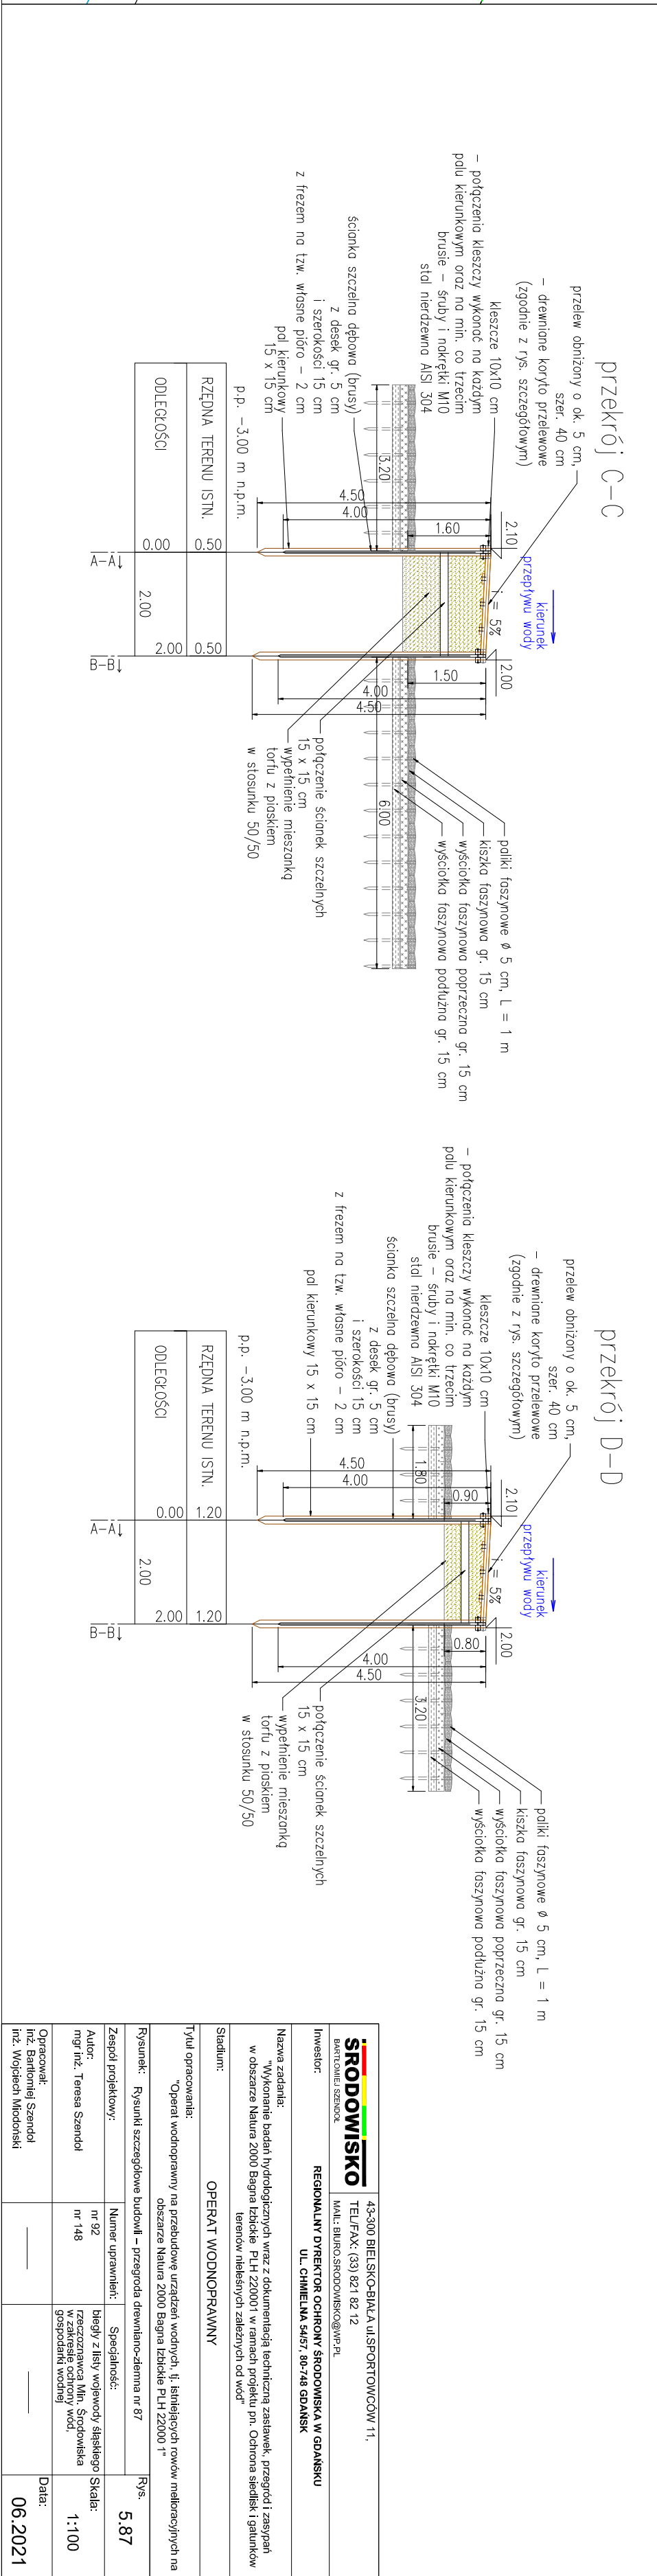 przekrój C-C
przelew obniżony o ok. 5 cm,
szer. 40 cm
- drewniane koryto przelewowe
(zgodnie z rys. szczegółowym)
kleszcze 10x10 cm
- połączenia kleszczy wykonać na każdym
palu kierunkowym oraz na min. co trzecim
brusie - śruby i nakrętki M10
stal nierdzewna AISI 304
ścianka szczelna dębowa (brusy)
z desek gr. 5 cm
i szerokości 15 cm
z frezem na tzw. własne pióro - 2 cm
pal kierunkowy
15 x 15 cm
kierunek
przepływu wody
i = 5%
2.10
2.00
1.60
1.50
4.00
4.50
4.00
4.50
3.20
6.00
paliki faszynowe Ø 5 cm, L = 1 m
kiszka faszynowa gr. 15 cm
wyściółka faszynowa poprzeczna gr. 15 cm
wyściółka faszynowa podłużna gr. 15 cm
połączenie ścianek szczelnych
15 x 15 cm
wypełnienie mieszanką
torfu z piaskiem
w stosunku 50/50
p.p. -3.00 m n.p.m.
RZĘDNA TERENU ISTN.
0.50
0.50
ODLEGŁOŚCI
0.00
2.00
2.00
A-A
B-B
przekrój D-D
przelew obniżony o ok. 5 cm,
szer. 40 cm
- drewniane koryto przelewowe
(zgodnie z rys. szczegółowym)
kleszcze 10x10 cm
- połączenia kleszczy wykonać na każdym
palu kierunkowym oraz na min. co trzecim
brusie - śruby i nakrętki M10
stal nierdzewna AISI 304
ścianka szczelna dębowa (brusy)
z desek gr. 5 cm
i szerokości 15 cm
z frezem na tzw. własne pióro - 2 cm
pal kierunkowy 15 x 15 cm
kierunek
przepływu wody
i = 5%
2.10
2.00
0.90
0.80
4.00
4.50
4.00
4.50
1.80
3.20
paliki faszynowe Ø 5 cm, L = 1 m
kiszka faszynowa gr. 15 cm
wyściółka faszynowa poprzeczna gr. 15 cm
wyściółka faszynowa podłużna gr. 15 cm
połączenie ścianek szczelnych
15 x 15 cm
wypełnienie mieszanką
torfu z piaskiem
w stosunku 50/50
p.p. -3.00 m n.p.m.
RZĘDNA TERENU ISTN.
1.20
1.20
ODLEGŁOŚCI
0.00
2.00
2.00
A-A
B-B
ŚRODOWISKO
BARTŁOMIEJ SZENDOŁ
43-300 BIELSKO-BIAŁA ul.SPORTOWCÓW 11,
TEL/FAX: (33) 821 82 12
MAIL: BIURO.SRODOWISKO@WP.PL
Inwestor:
REGIONALNY DYREKTOR OCHRONY ŚRODOWISKA W GDAŃSKU
UL. CHMIELNA 54/57, 80-748 GDAŃSK
Nazwa zadania:
"Wykonanie badań hydrologicznych wraz z dokumentacją techniczną zastawek, przegród i zasypań
w obszarze Natura 2000 Bagna Izbickie PLH 220001 w ramach projektu pn. Ochrona siedlisk i gatunków
terenów nieleśnych zależnych od wód"
Stadium:
OPERAT WODNOPRAWNY
Tytuł opracowania:
"Operat wodnoprawny na przebudowę urządzeń wodnych, tj. istniejących rowów melioracyjnych na
obszarze Natura 2000 Bagna Izbickie PLH 220001"
Rysunek: Rysunki szczegółowe budowli – przegroda drewniano-ziemna nr 87
Rys.
5.87
Zespół projektowy:
Numer uprawnień:
Specjalność:
Autor:
mgr inż. Teresa Szendoł
nr 92
nr 148
biegły z listy wojewody śląskiego
rzeczoznawca Min. Środowiska
w zakresie ochrony wód,
gospodarki wodnej
Skala:
1:100
Opracował:
inż. Bartłomiej Szendoł
inż. Wojciech Miodoński
Data:
06.2021